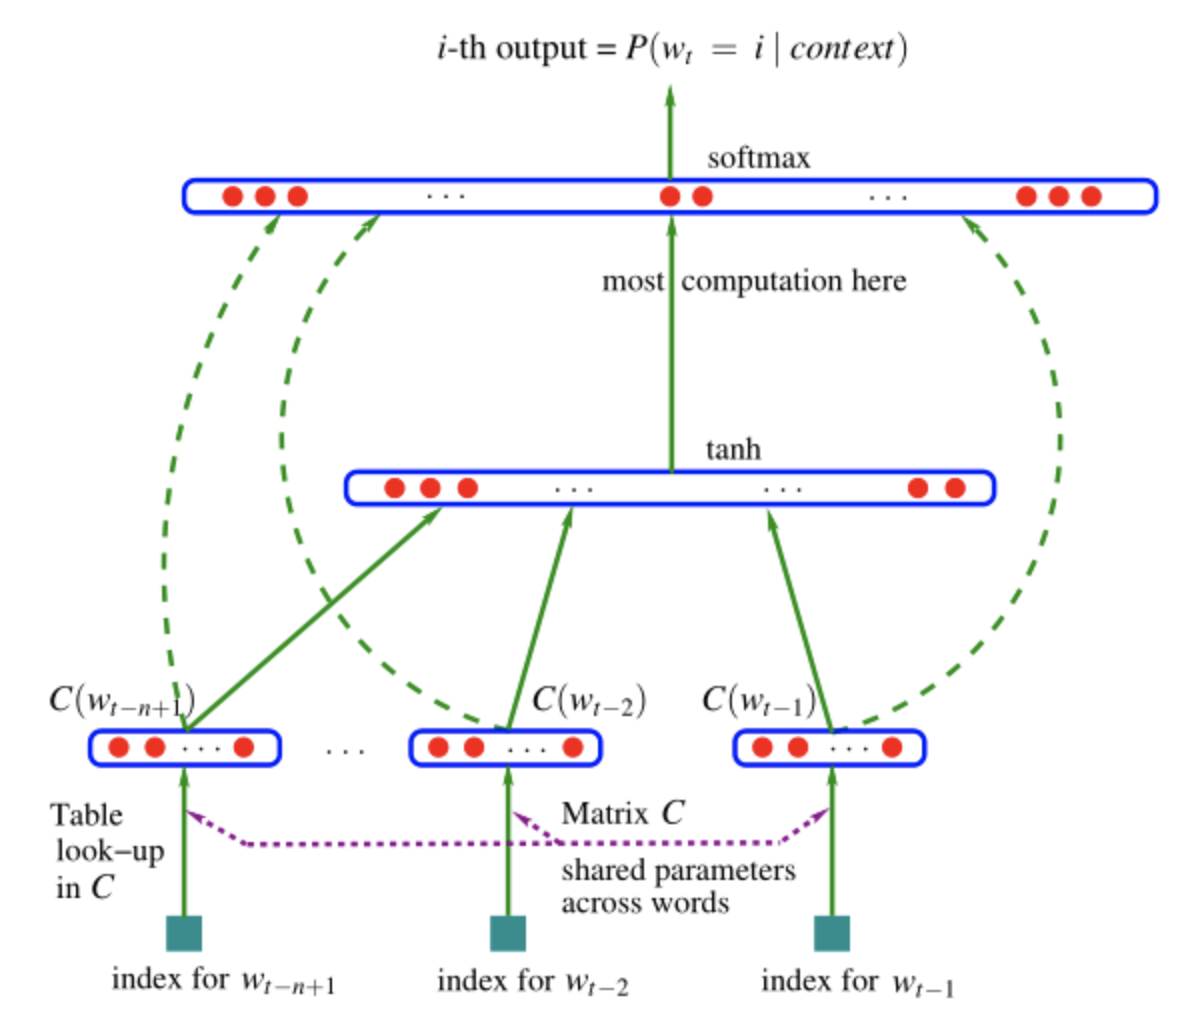 i-th output = P(w_t = i | context)
softmax
. . .
. . .
most computation here
tanh
. . .
. . .
C(w_{t−n+1})
C(w_{t−2})
C(w_{t−1})
. . .
. . .
. . .
. . .
Table
look−up
in C
Matrix C
shared parameters
across words
index for w_{t−n+1}
index for w_{t−2}
index for w_{t−1}